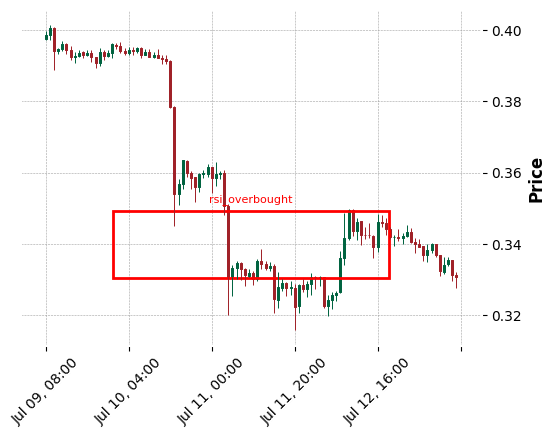 0.40
0.38
0.36
0.34
0.32
Price
rsi_overbought
Jul 09, 08:00
Jul 10, 04:00
Jul 11, 00:00
Jul 11, 20:00
Jul 12, 16:00